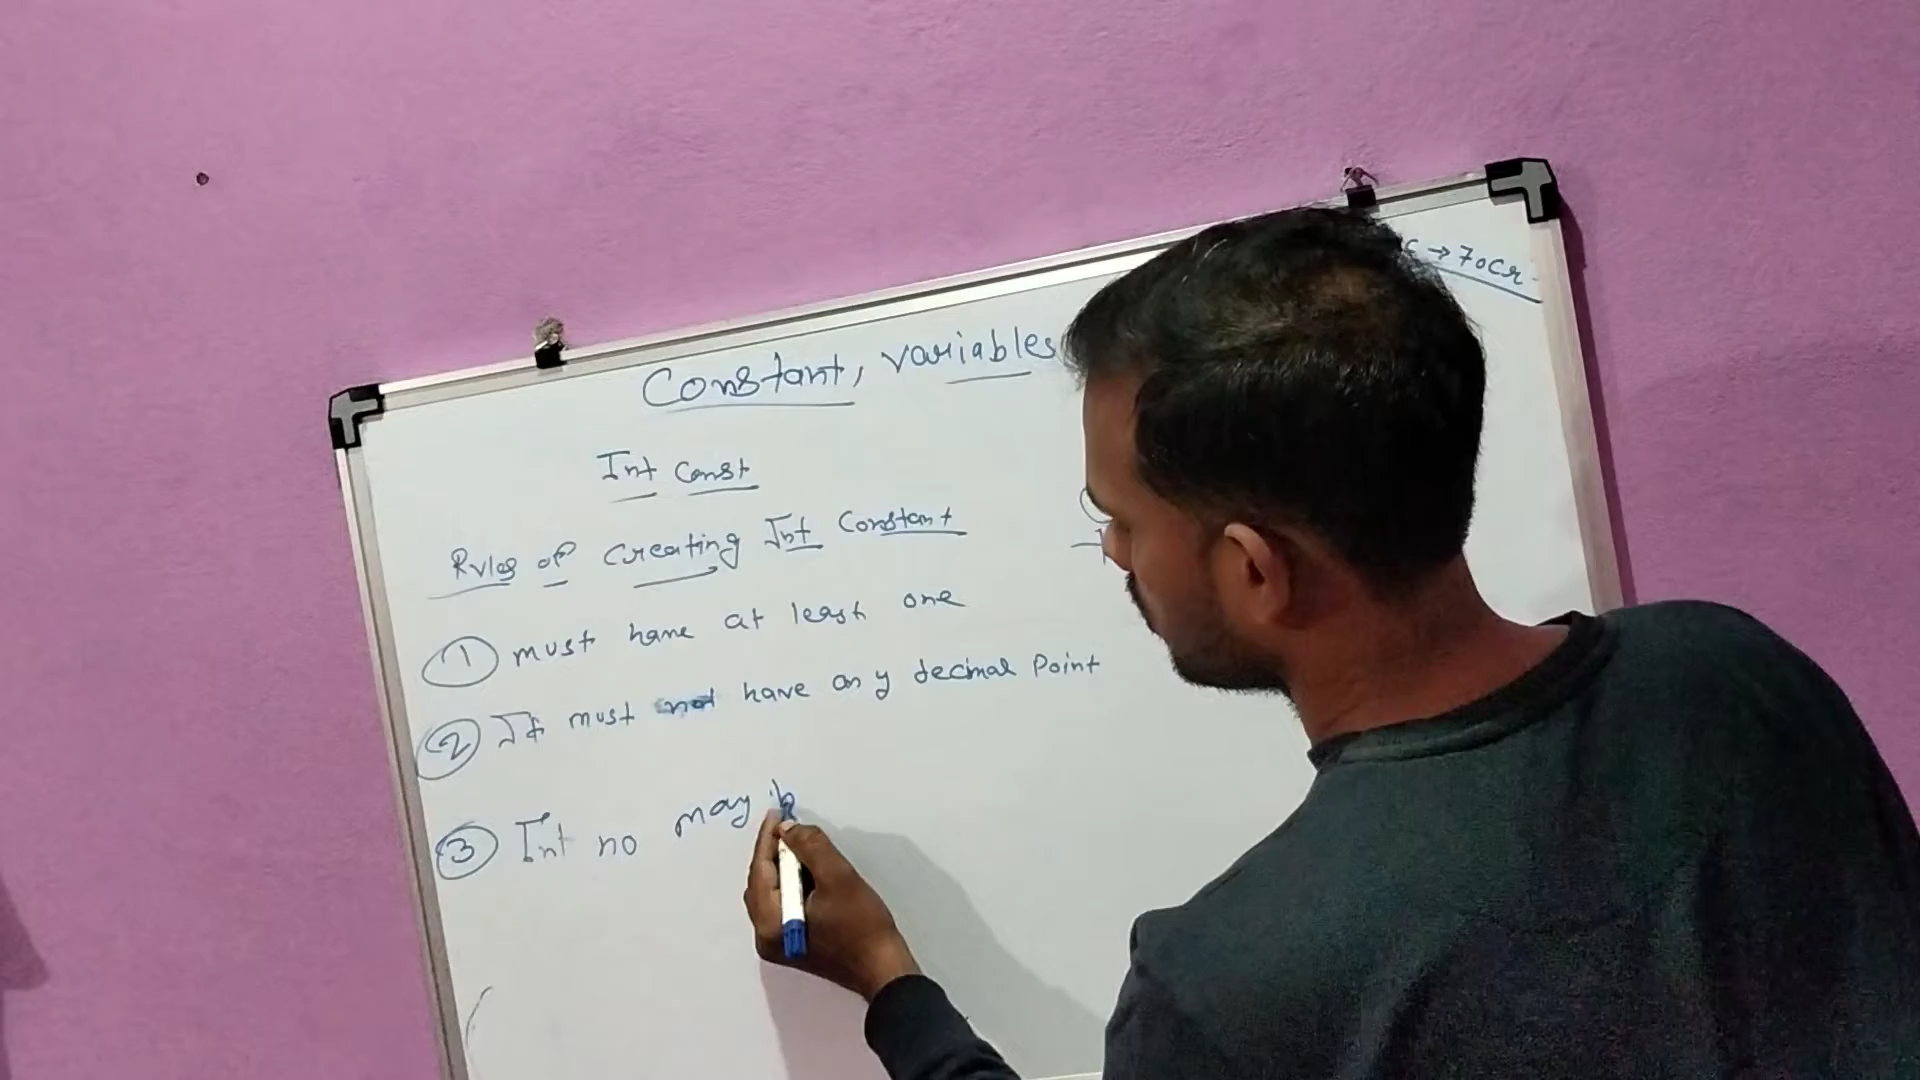 → 70Cr
Constant, variables
Int Const
Rules of Creating Int Constant
① must hame at least one
② It must not have any decimal Point
③ Int no may b